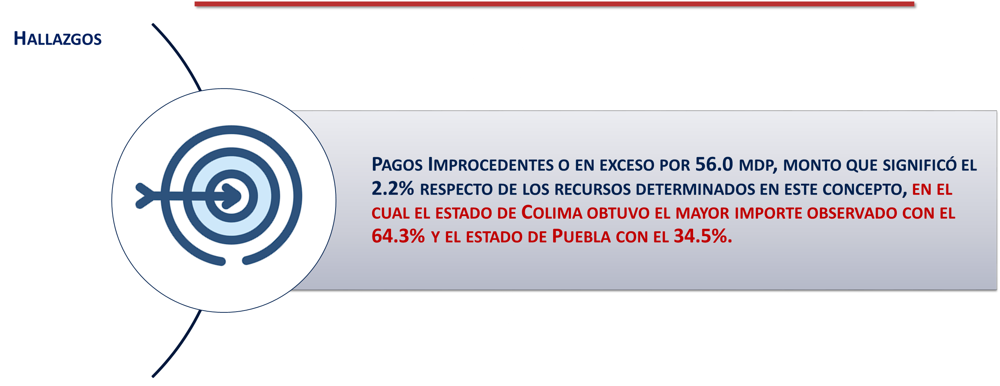 HALLAZGOS
PAGOS IMPROCEDENTES O EN EXCESO POR 56.0 MDP, MONTO QUE SIGNIFICÓ EL
2.2% RESPECTO DE LOS RECURSOS DETERMINADOS EN ESTE CONCEPTO, EN EL
CUAL EL ESTADO DE COLIMA OBTUVO EL MAYOR IMPORTE OBSERVADO CON EL
64.3% Y EL ESTADO DE PUEBLA CON EL 34.5%.